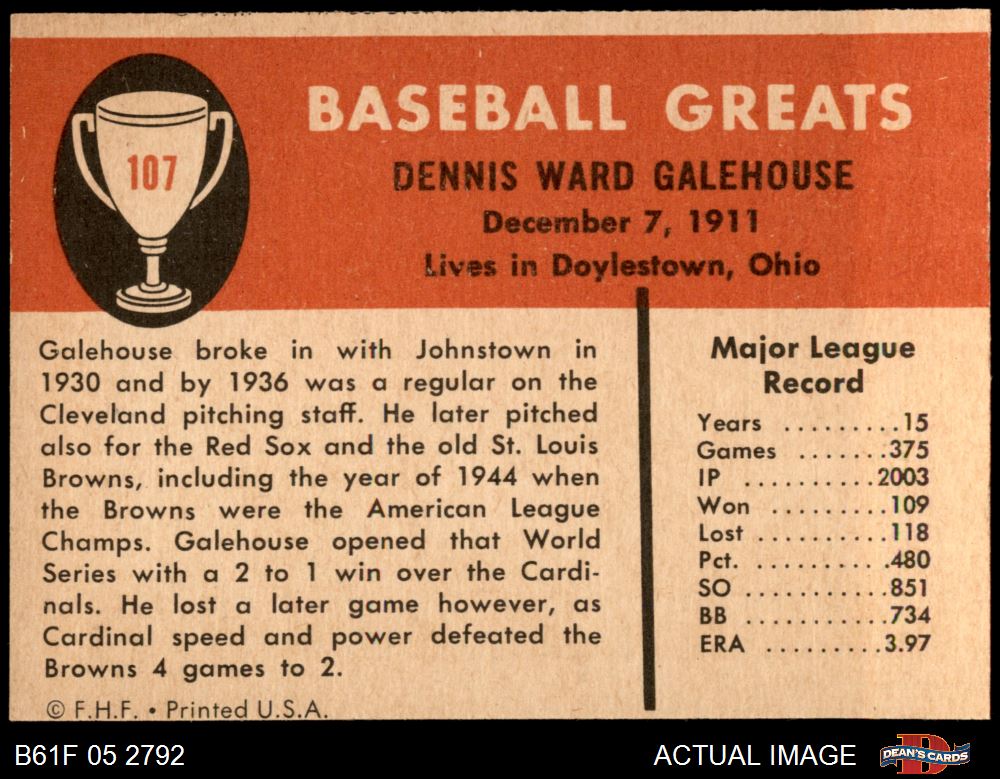 BASEBALL GREATS
107
DENNIS WARD GALEHOUSE
December 7, 1911
Lives in Doylestown, Ohio
Galehouse broke in with Johnstown in
1930 and by 1936 was a regular on the
Cleveland pitching staff. He later pitched
also for the Red Sox and the old St. Louis
Browns, including the year of 1944 when
the Browns were the American League
Champs. Galehouse opened that World
Series with a 2 to 1 win over the Cardi-
nals. He lost a later game however, as
Cardinal speed and power defeated the
Browns 4 games to 2.
© F.H.F. • Printed U.S.A.
Major League
Record
Years .........15
Games .......375
IP ..........2003
Won .........109
Lost ..........118
Pct. ..........480
SO ...........851
BB ...........734
ERA .........3.97
B61F 05 2792
ACTUAL IMAGE
DEAN'S CARDS